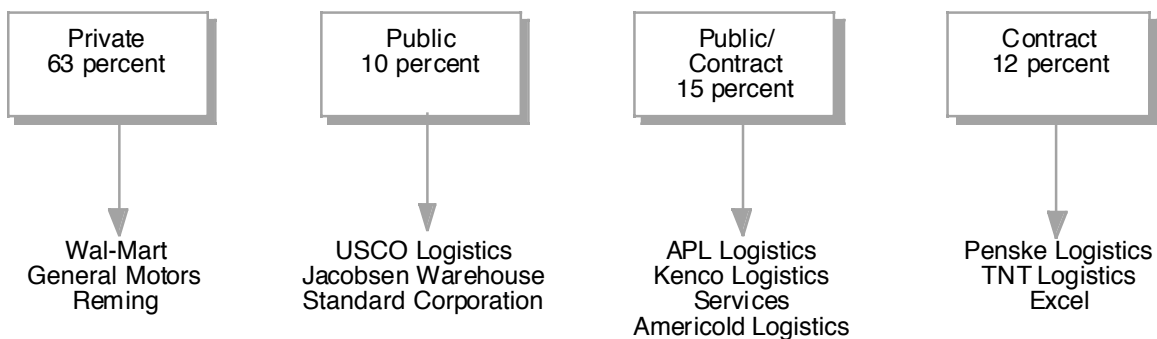 Private
63 percent
Public
10 percent
Public/
Contract
15 percent
Contract
12 percent
Wal-Mart
General Motors
Reming
USCO Logistics
Jacobsen Warehouse
Standard Corporation
APL Logistics
Kenco Logistics
Services
Americold Logistics
Penske Logistics
TNT Logistics
Excel